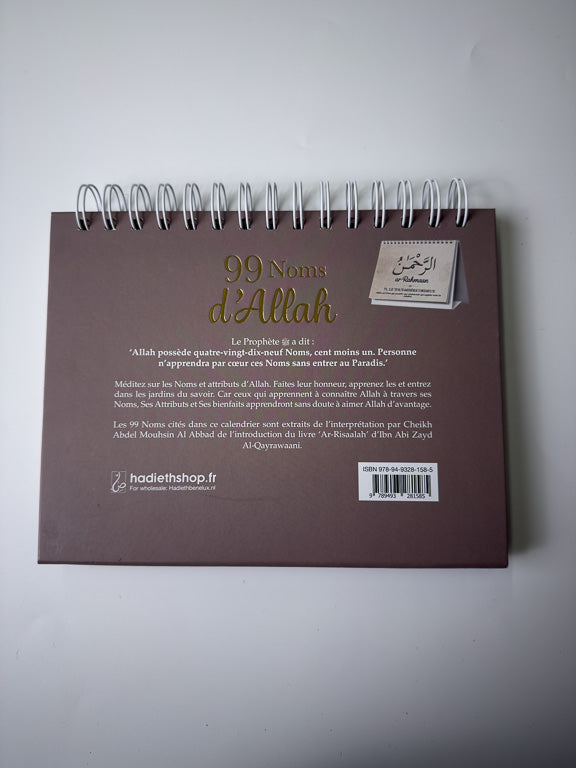 99 Noms
d'Allah
الرَّحْمَنُ
ar-Rahmaan
Le Prophète ﷺ a dit :
‘Allah possède quatre-vingt-dix-neuf Noms, cent moins un. Personne
n’apprendra par cœur ces Noms sans entrer au Paradis.’
Méditez sur les Noms et attributs d’Allah. Faites leur honneur, apprenez les et entrez
dans les jardins du savoir. Car ceux qui apprennent à connaître Allah à travers ses
Noms, Ses Attributs et Ses bienfaits apprendront sans doute à aimer Allah d’avantage.
Les 99 Noms cités dans ce calendrier sont extraits de l’interprétation par Cheikh
Abdel Mouhsin Al Abbad de l’introduction du livre ‘Ar-Risaalah’ d’Ibn Abi Zayd
Al-Qayrawaani.
hadiethshop.fr
For wholesale: Hadiethbenelux.nl
ISBN 978-94-9328-158-5
9 789493 281585